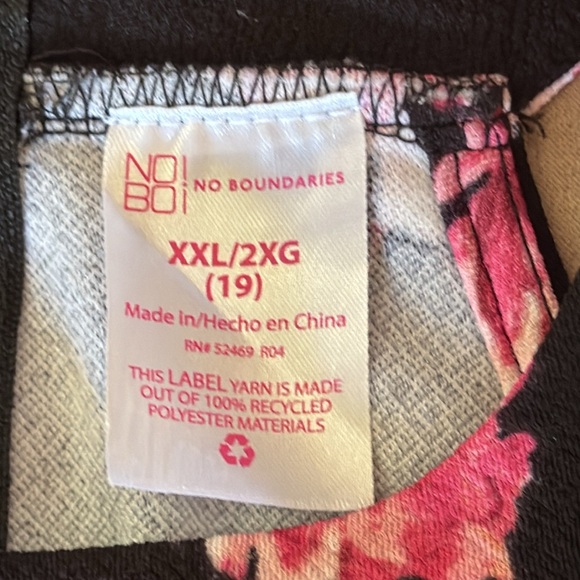 NO!
BO¡ NO BOUNDARIES
XXL/2XG
(19)
Made in/Hecho en China
RN# 52469 R04
THIS LABEL YARN IS MADE
OUT OF 100% RECYCLED
POLYESTER MATERIALS